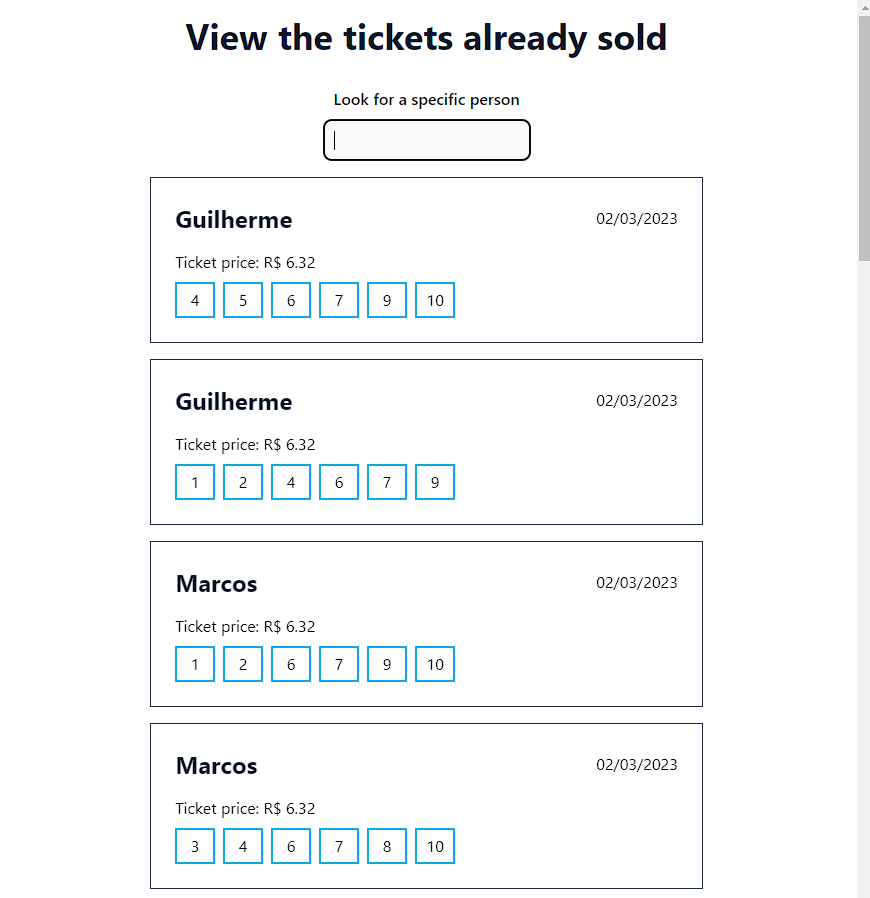 View the tickets already sold
Look for a specific person
Guilherme 02/03/2023
Ticket price: R$ 6.32
4 5 6 7 9 10
Guilherme 02/03/2023
Ticket price: R$ 6.32
1 2 4 6 7 9
Marcos 02/03/2023
Ticket price: R$ 6.32
1 2 6 7 9 10
Marcos 02/03/2023
Ticket price: R$ 6.32
3 4 6 7 8 10